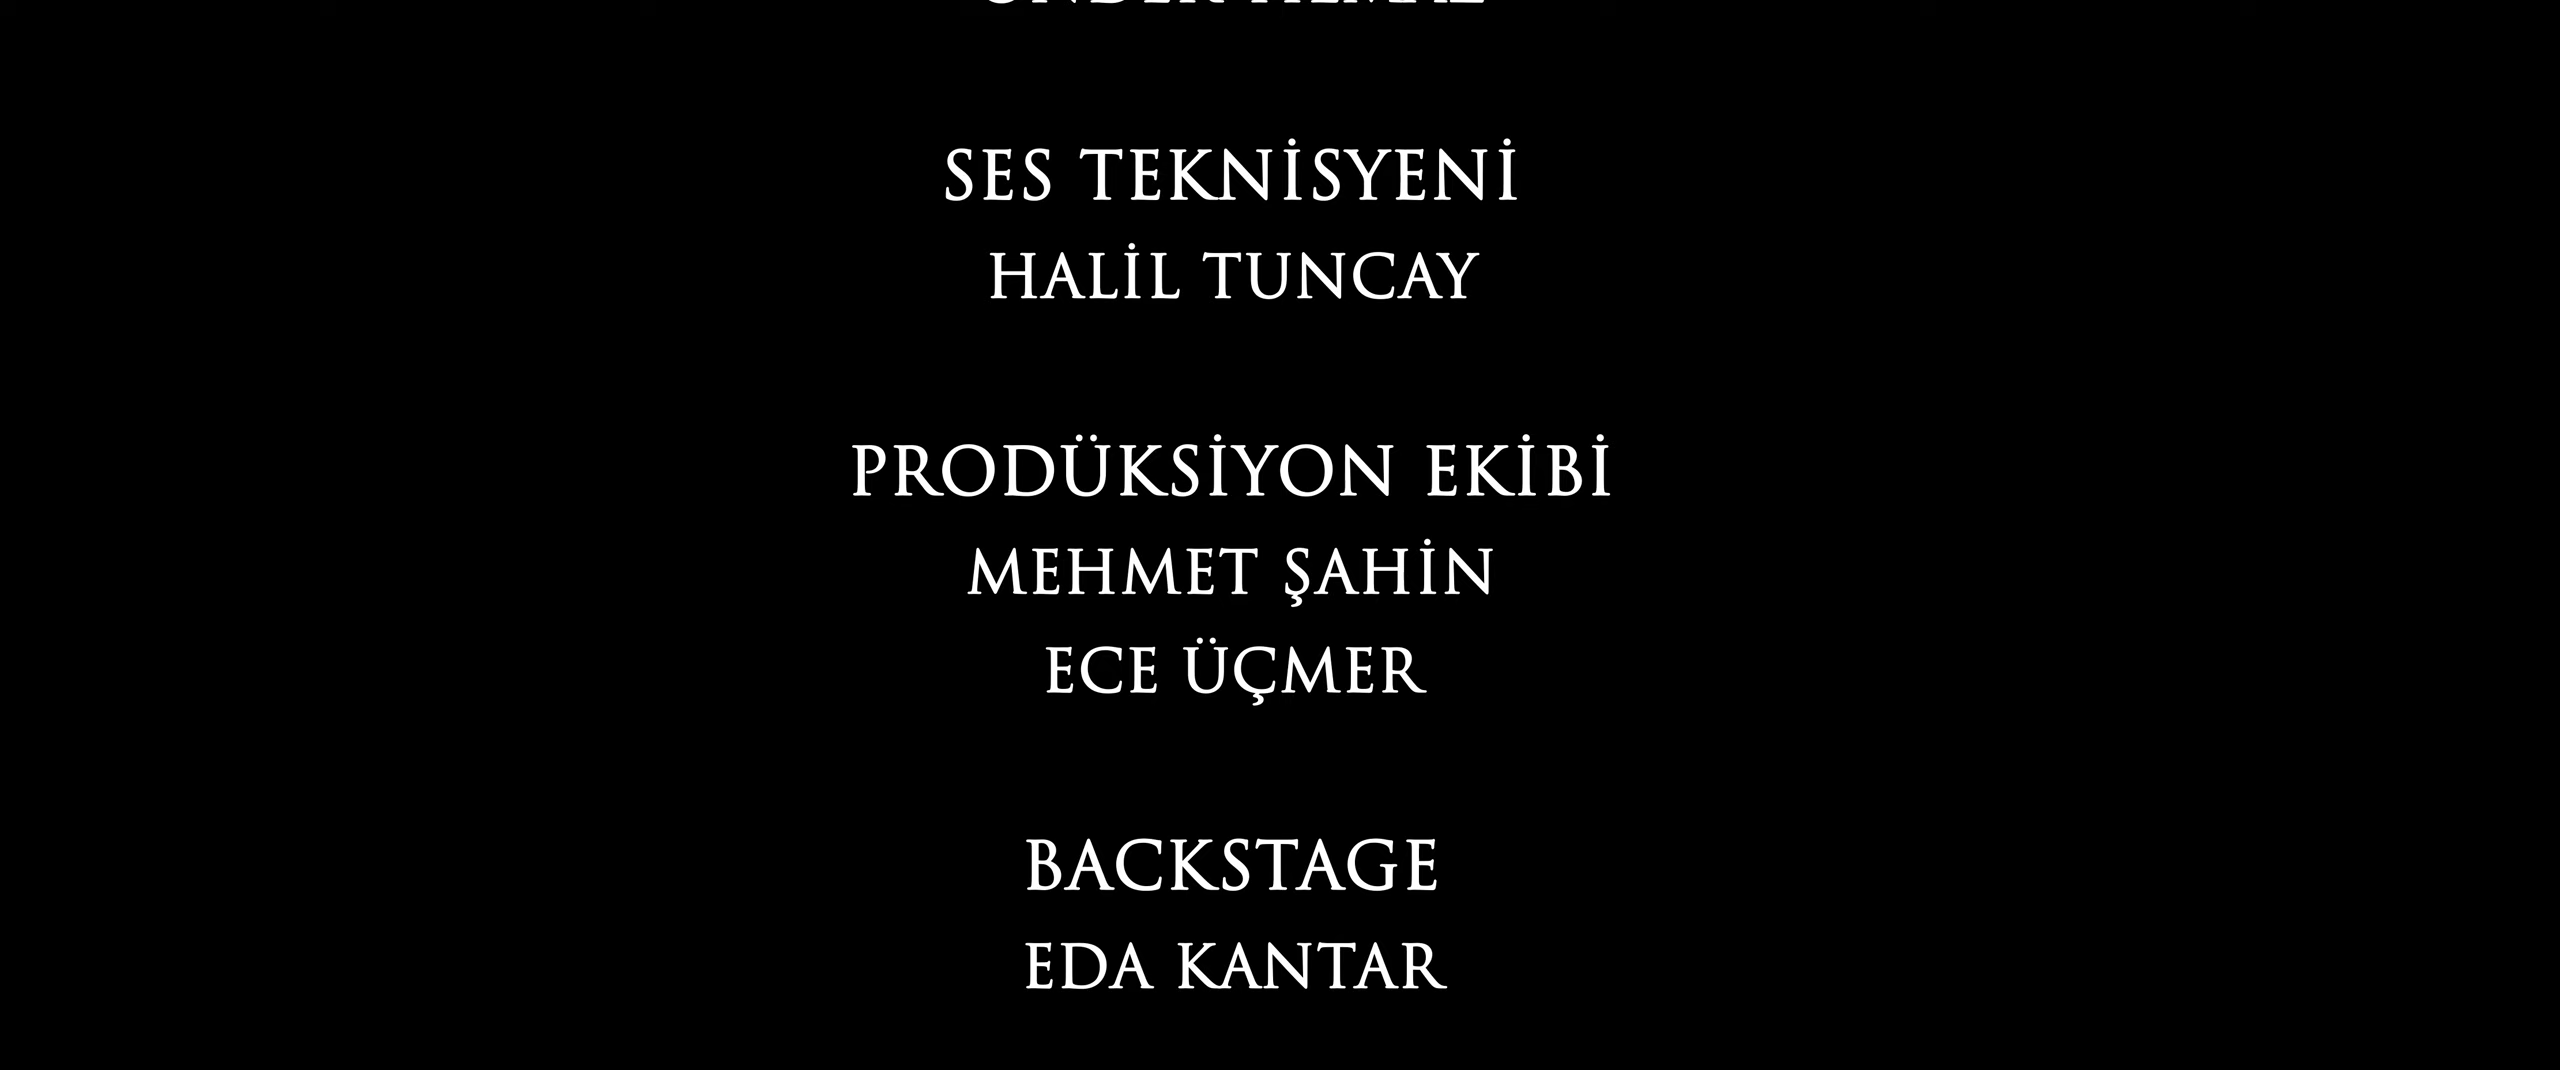 SES TEKNİSYENİ
HALİL TUNCAY
PRODÜKSİYON EKİBİ
MEHMET ŞAHİN
ECE ÜÇMER
BACKSTAGE
EDA KANTAR